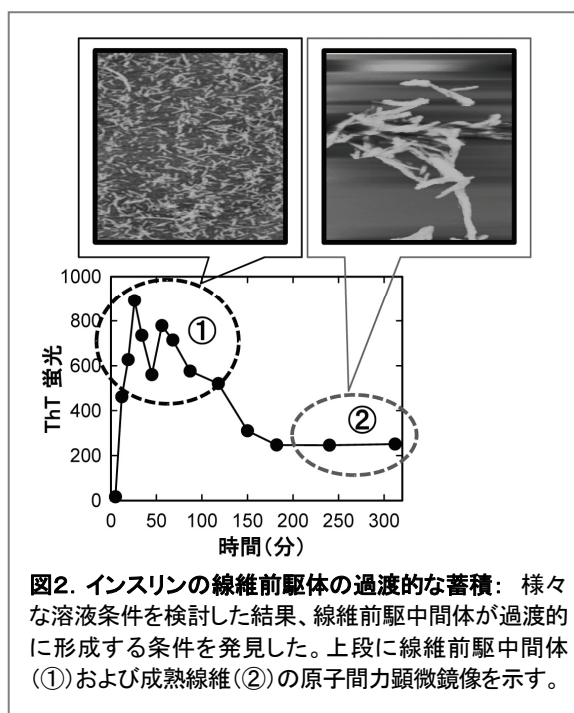 1000
800
600
400
200
0
ThT 蛍光
①
②
0 50 100 150 200 250 300
時間(分)
図2. インスリンの線維前駆体の過渡的な蓄積: 様々
な溶液条件を検討した結果、線維前駆中間体が過渡的
に形成する条件を発見した。上段に線維前駆中間体
(①)および成熟線維(②)の原子間力顕微鏡像を示す。